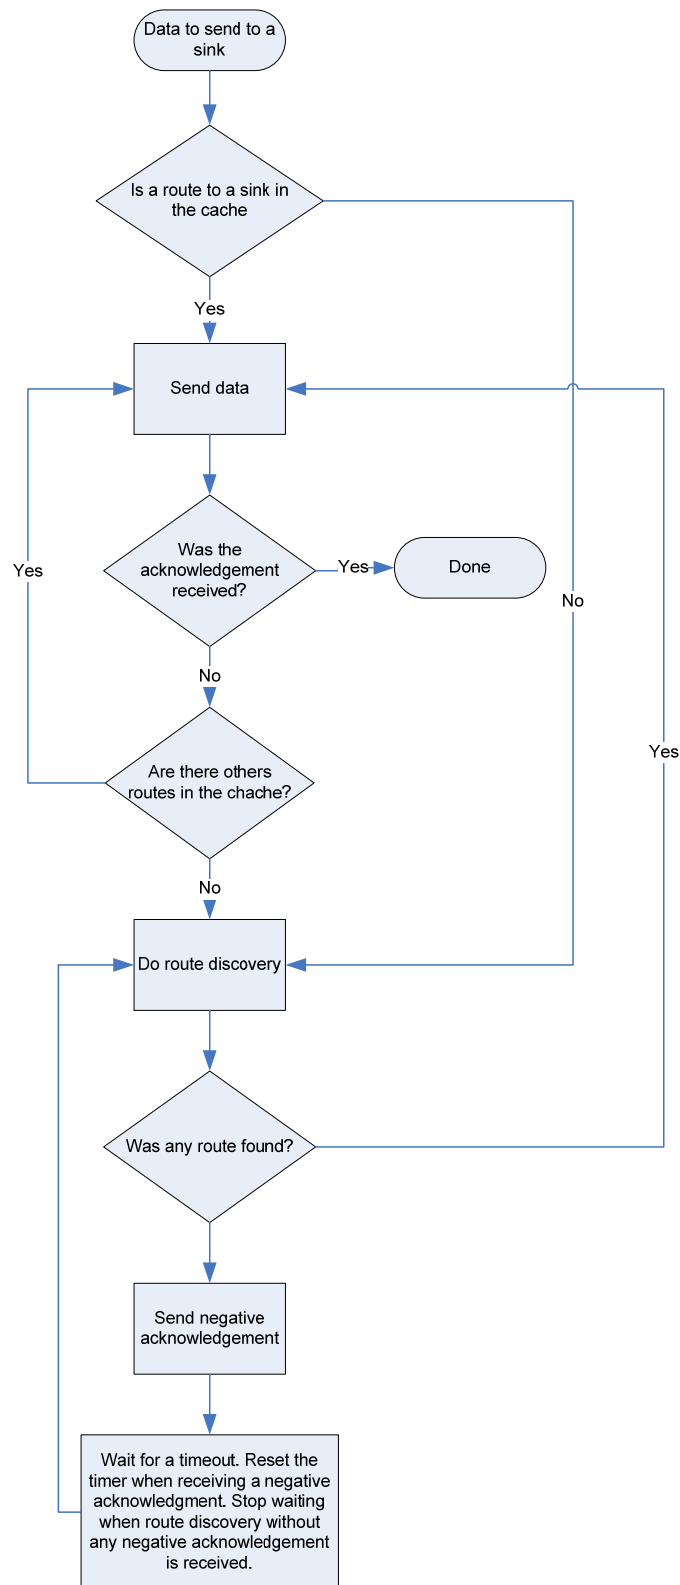 Data to send to a
sink
Is a route to a sink in
the cache
Yes
Send data
Was the
acknowledgement
received?
Yes
Done
Yes
No
No
Yes
Are there others
routes in the chache?
No
Do route discovery
Was any route found?
Send negative
acknowledgement
Wait for a timeout. Reset the
timer when receiving a negative
acknowledgment. Stop waiting
when route discovery without
any negative acknowledgement
is received.